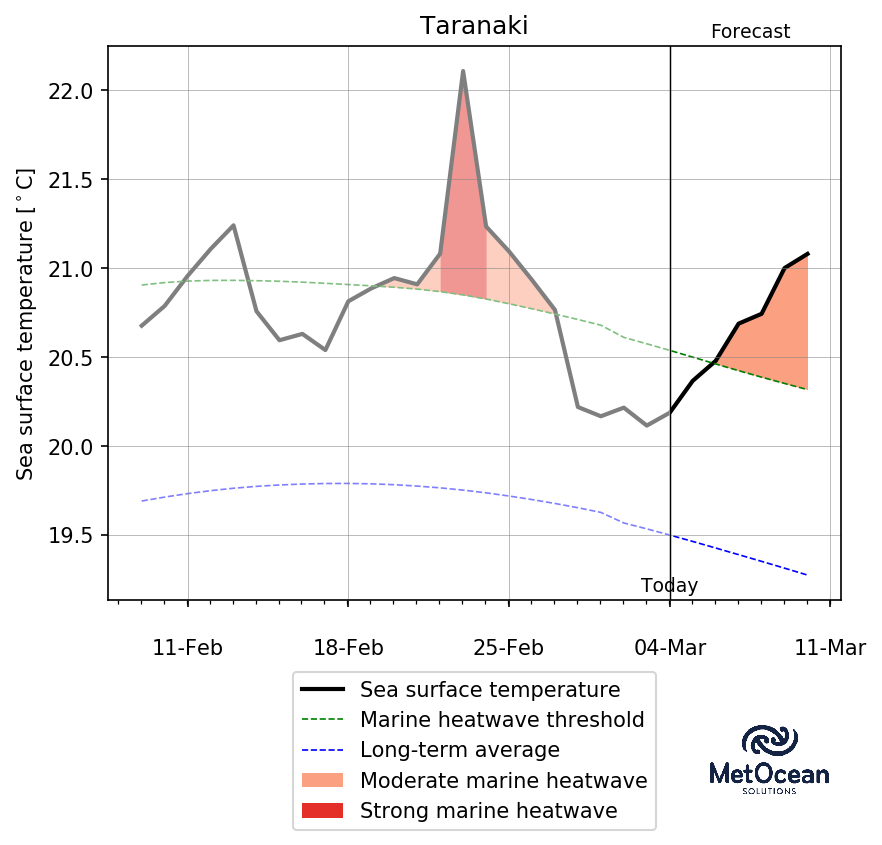 Taranaki
Forecast
22.0
21.5
21.0
20.5
20.0
19.5
Sea surface temperature [°C]
Today
11-Feb 18-Feb 25-Feb 04-Mar 11-Mar
Sea surface temperature
Marine heatwave threshold
Long-term average
Moderate marine heatwave
Strong marine heatwave
MetOcean
SOLUTIONS